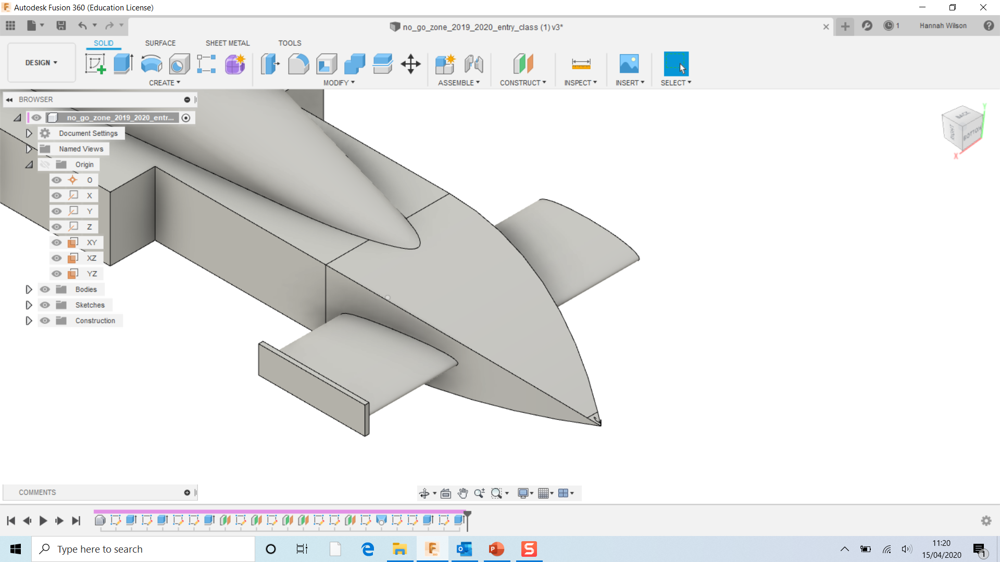 Autodesk Fusion 360 (Education License)
no_go_zone_2019_2020_entry_class (1) v3*
1
Hannah Wilson
SOLID
SURFACE
SHEET METAL
TOOLS
DESIGN
CREATE
MODIFY
ASSEMBLE
CONSTRUCT
INSPECT
INSERT
SELECT
BROWSER
no_go_zone_2019_2020_entr...
Document Settings
Named Views
Origin
O
X
Y
Z
XY
XZ
YZ
Bodies
Sketches
Construction
BACK
RIGHT
BOTTOM
Y
X
COMMENTS
Type here to search
11:20
15/04/2020
1